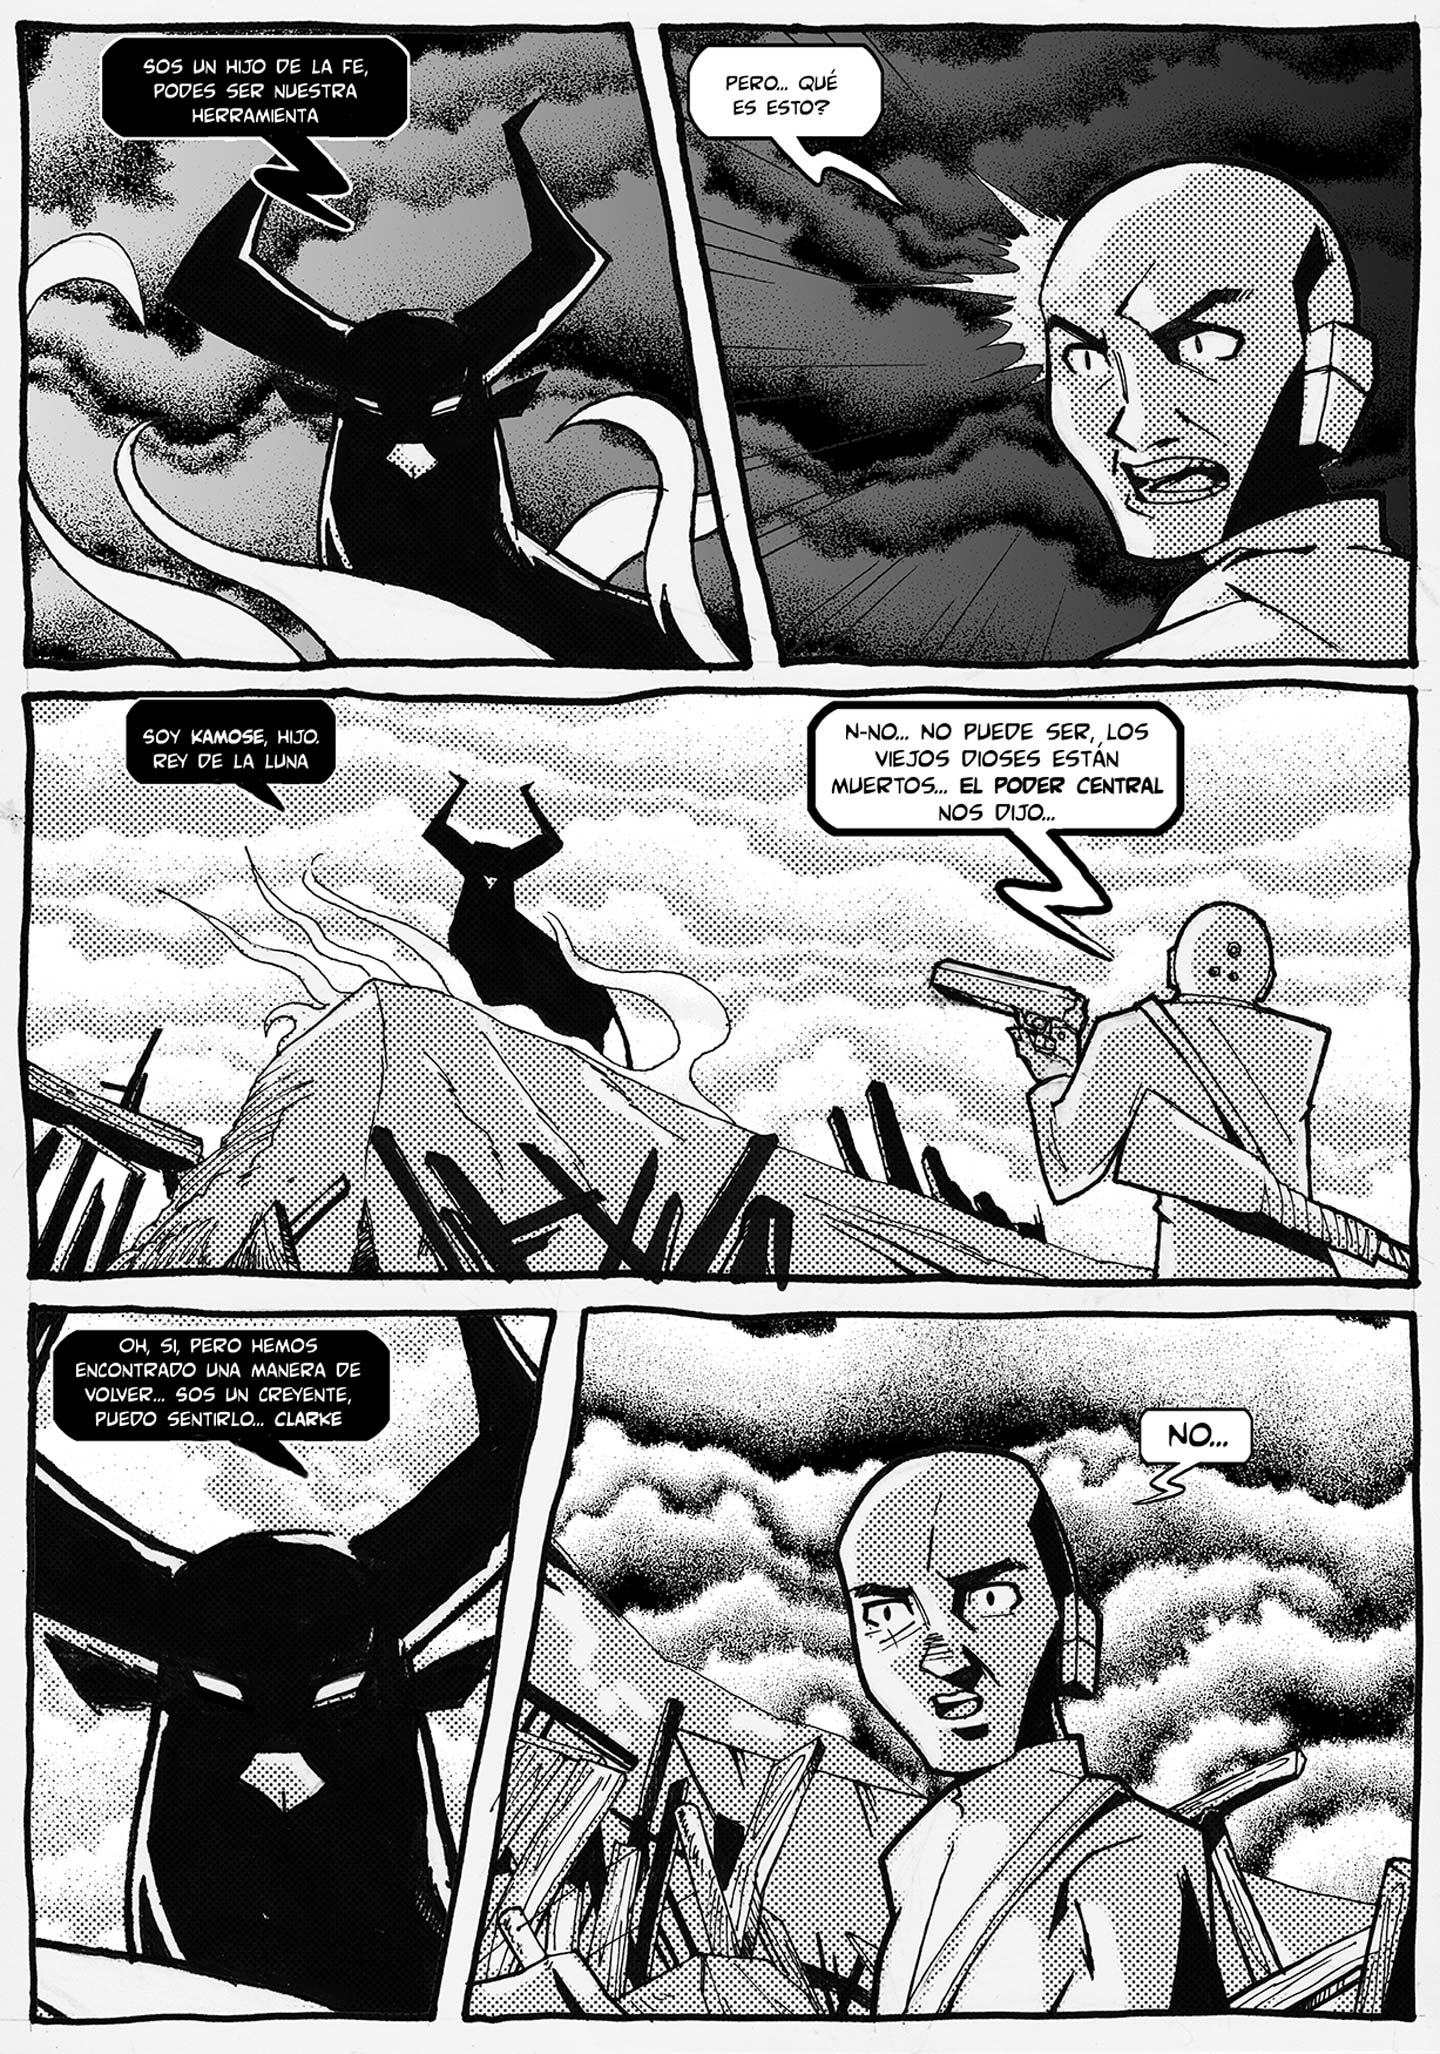 SOS UN HIJO DE LA FE,
PODES SER NUESTRA
HERRAMIENTA
PERO... QUÉ
ES ESTO?
SOY KAMOSE, HIJO.
REY DE LA LUNA
N-NO... NO PUEDE SER, LOS
VIEJOS DIOSES ESTÁN
MUERTOS... EL PODER CENTRAL
NOS DIJO...
OH, SI, PERO HEMOS
ENCONTRADO UNA MANERA DE
VOLVER... SOS UN CREYENTE,
PUEDO SENTIRLO... CLARKE
NO...